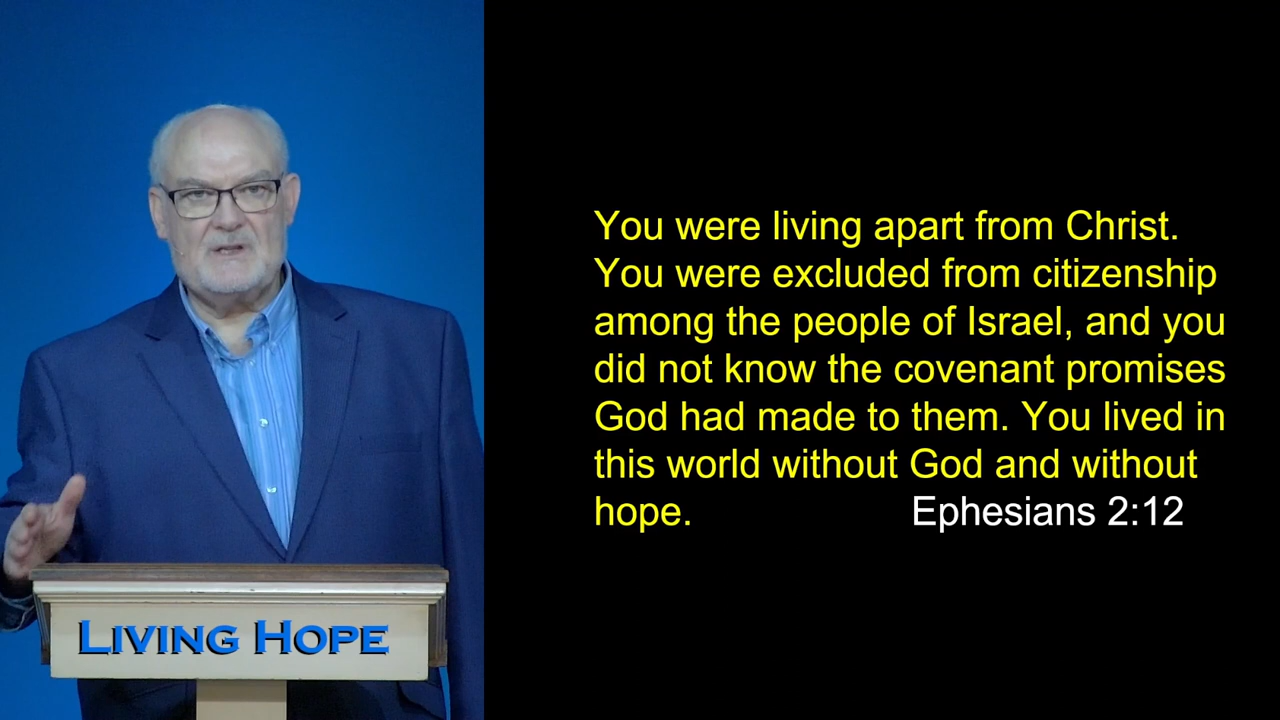 You were living apart from Christ.
You were excluded from citizenship
among the people of Israel, and you
did not know the covenant promises
God had made to them. You lived in
this world without God and without
hope. Ephesians 2:12
LIVING HOPE